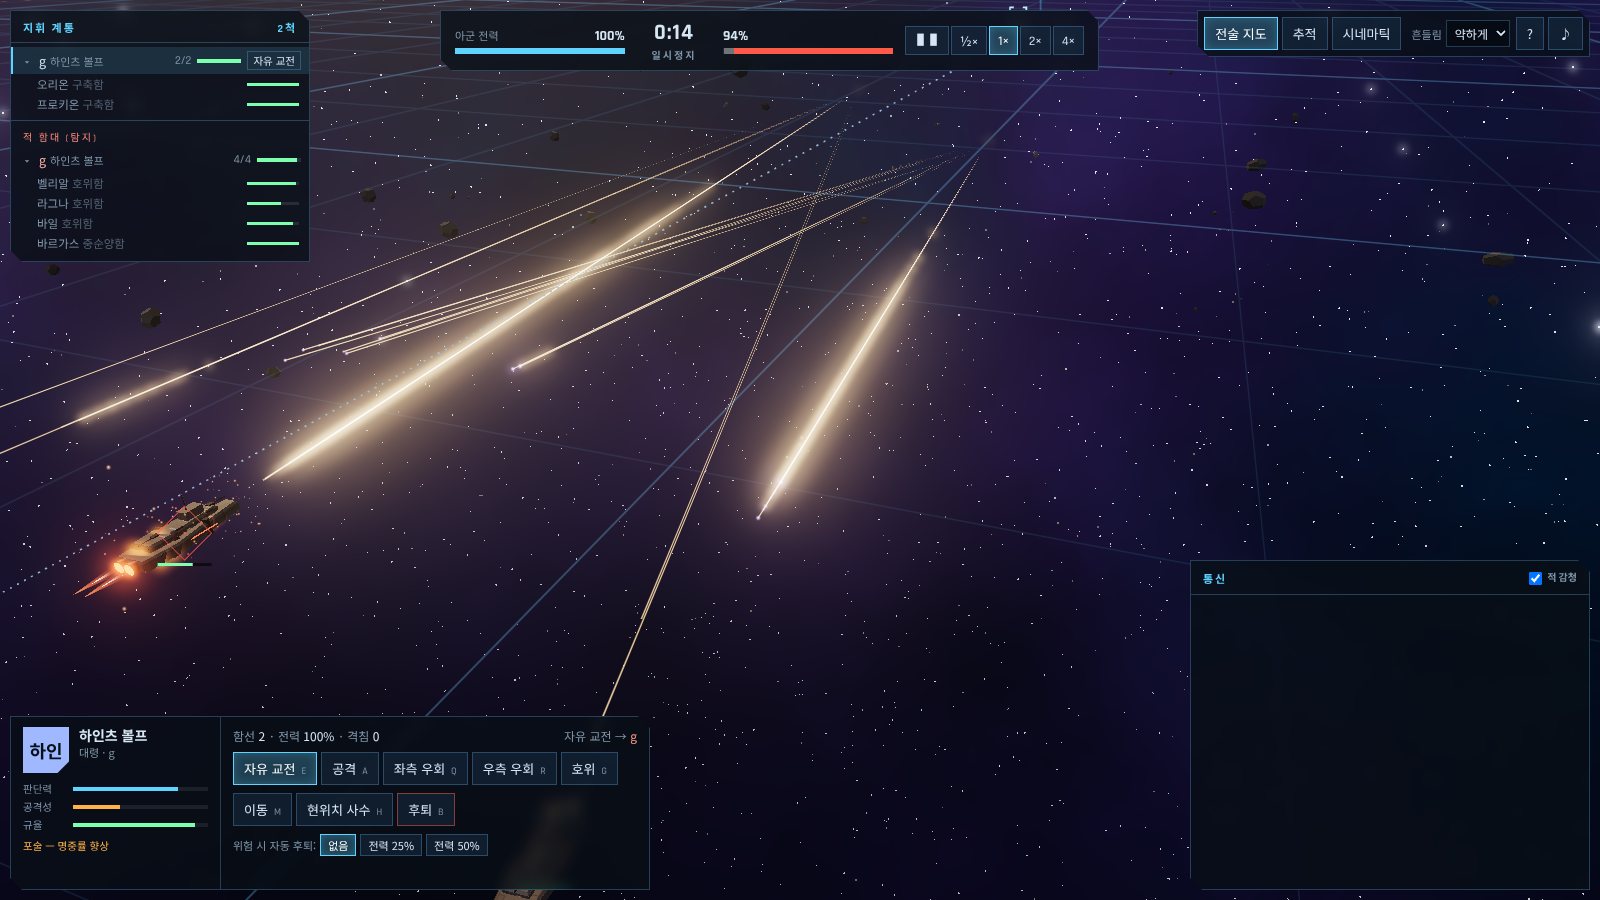 지휘 계통 2척
g 하인츠 볼프 2/2 자유 교전
오리온 구축함
프로키온 구축함
적 함대 (탐지)
g 하인츠 볼프 4/4
벨리알 호위함
라그나 호위함
바일 호위함
바르가스 중순양함
아군 전력 100%
0:14
일시정지
94%
½× 1× 2× 4×
전술 지도 추적 시네마틱 흔들림 약하게 ? ♪
통신 적 감청
하인
하인츠 볼프
대령 · g
판단력
공격성
규율
포술 — 명중률 향상
함선 2 · 전력 100% · 격침 0 자유 교전 → g
자유 교전 E 공격 A 좌측 우회 Q 우측 우회 R 호위 G
이동 M 현위치 사수 H 후퇴 B
위험 시 자동 후퇴: 없음 전력 25% 전력 50%